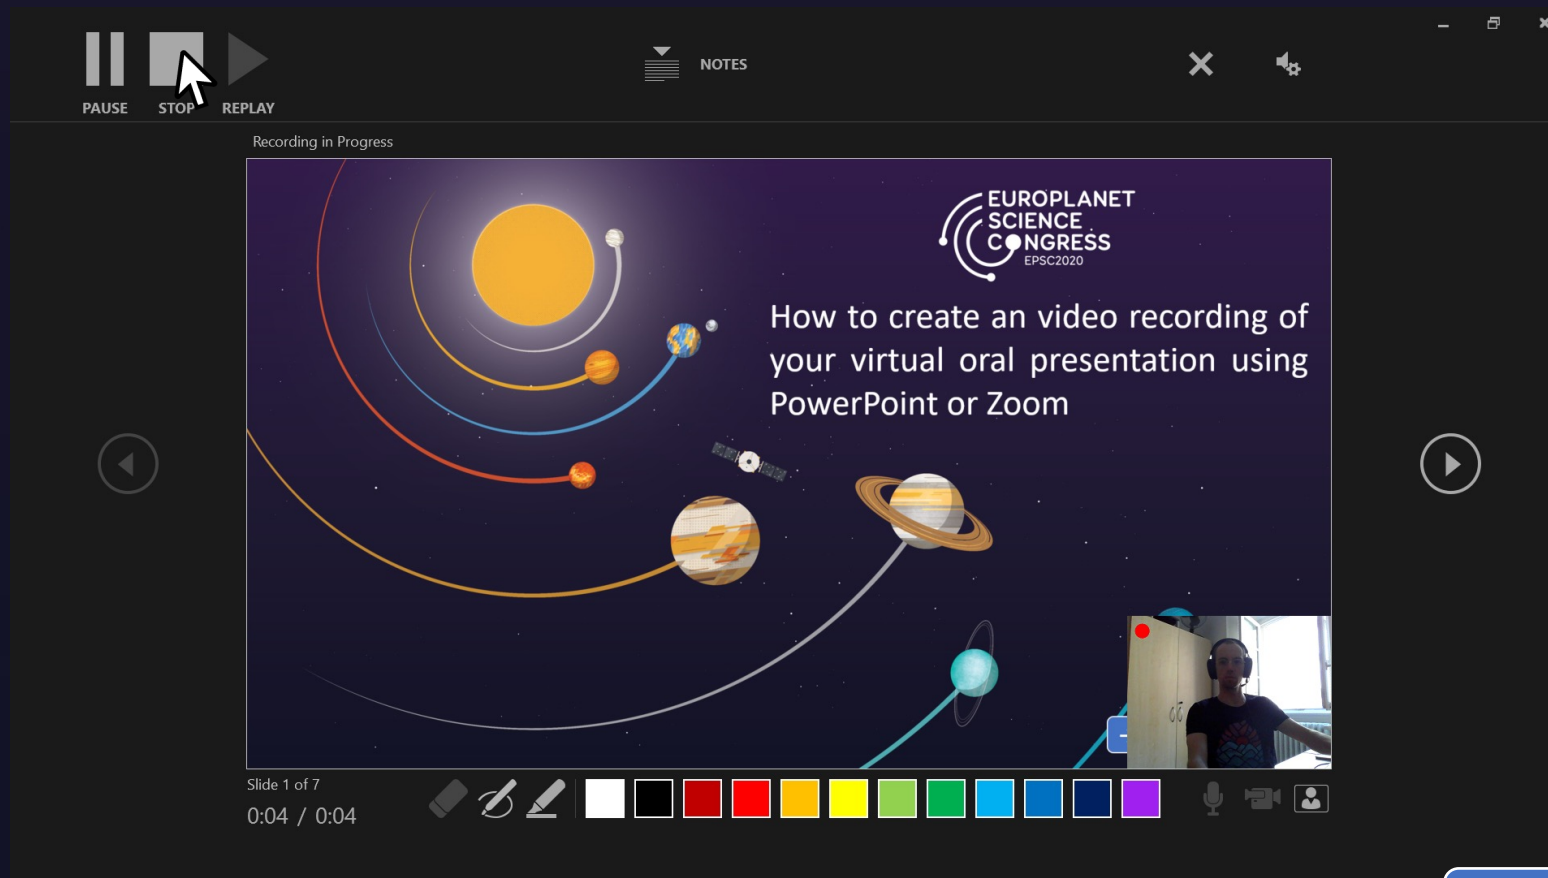 NOTES
PAUSE
STOP
REPLAY
Recording in Progress
EUROPLANET
SCIENCE
CONGRESS
EPSC2020
How to create an video recording of
your virtual oral presentation using
PowerPoint or Zoom
Slide 1 of 7
0:04 / 0:04